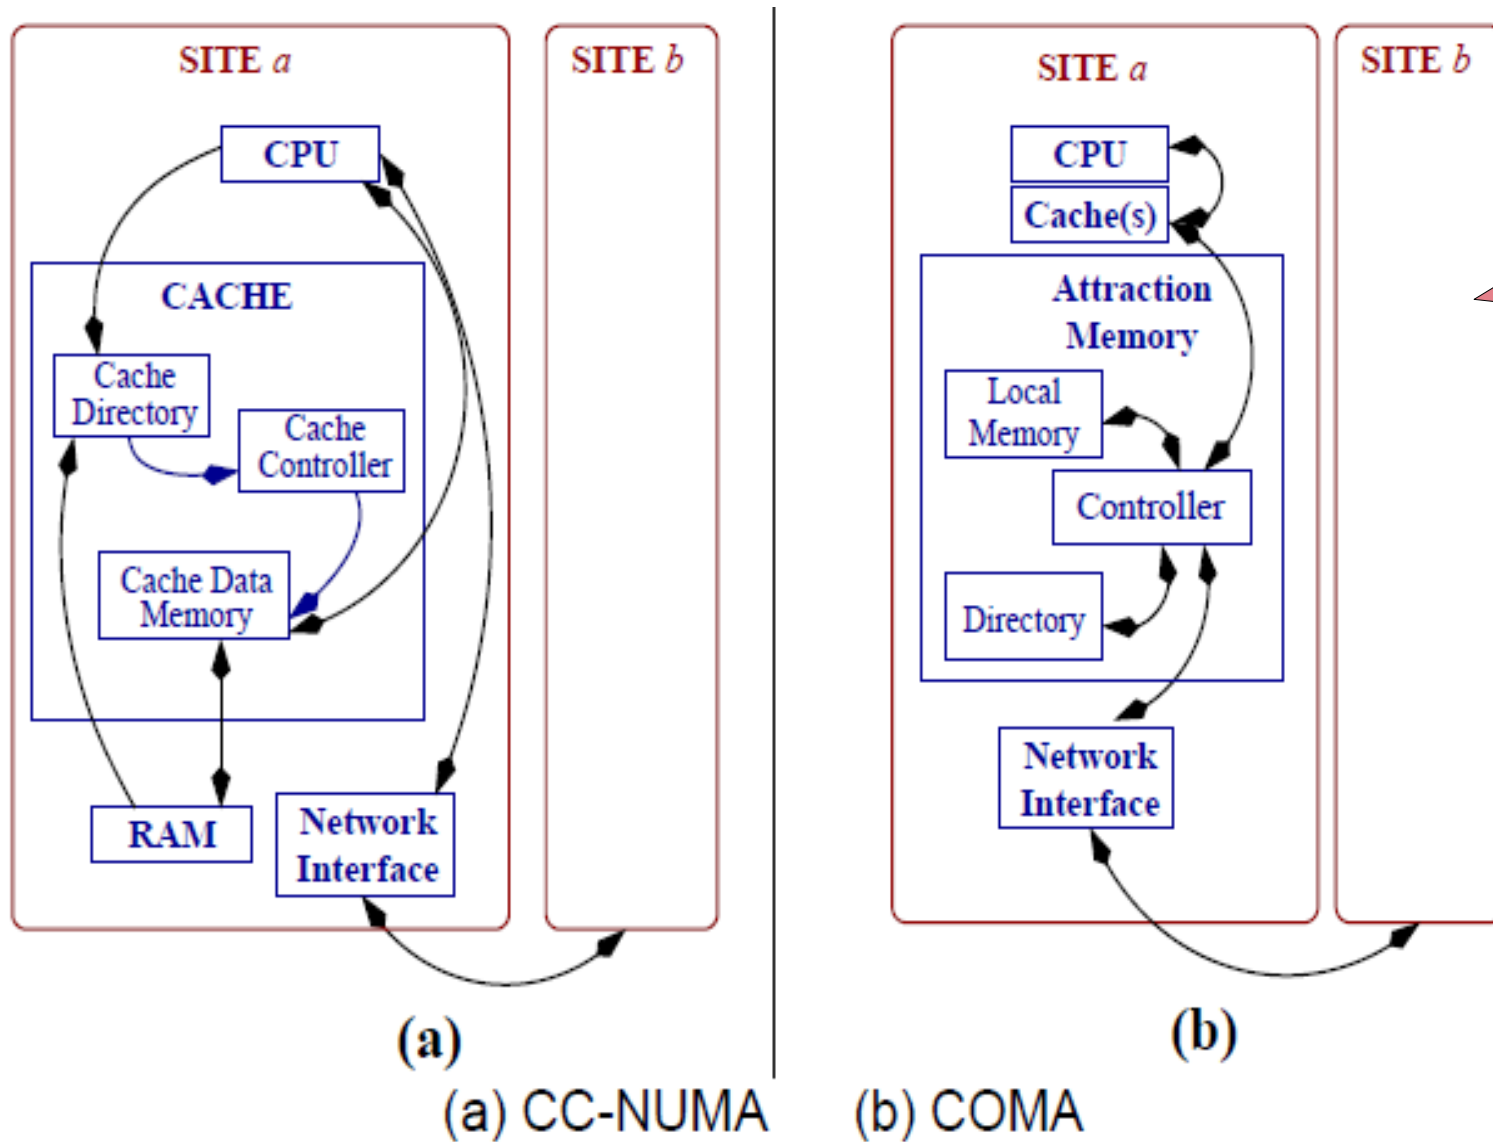 SITE a
CPU
CACHE
Cache
Directory
Cache
Controller
Cache Data
Memory
RAM
Network
Interface
SITE b
(a)
SITE a
CPU
Cache(s)
Attraction
Memory
Local
Memory
Controller
Directory
Network
Interface
SITE b
(b)
(a) CC-NUMA
(b) COMA